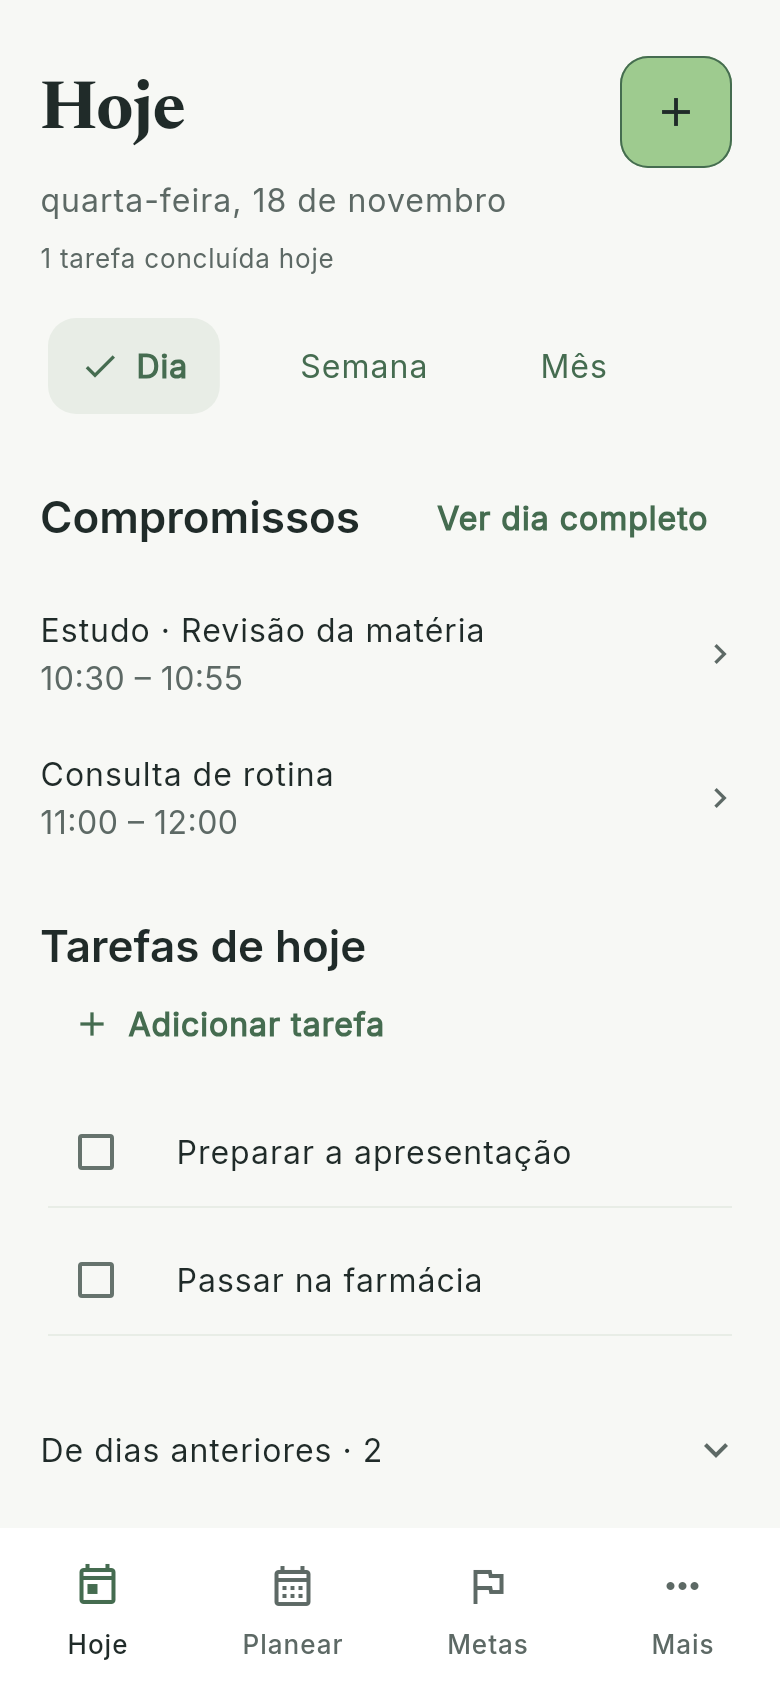 Hoje
quarta-feira, 18 de novembro
1 tarefa concluída hoje
Dia
Semana
Mês
Compromissos
Ver dia completo
Estudo · Revisão da matéria
10:30 – 10:55
Consulta de rotina
11:00 – 12:00
Tarefas de hoje
+ Adicionar tarefa
Preparar a apresentação
Passar na farmácia
De dias anteriores · 2
Hoje
Planear
Metas
Mais